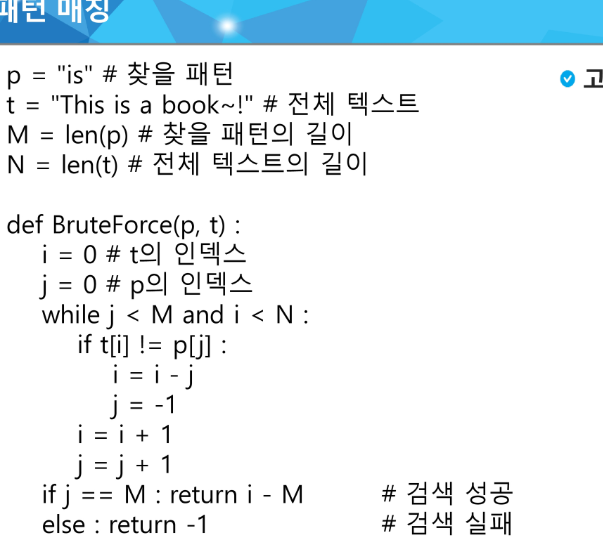 패턴 매칭
p = "is" # 찾을 패턴
t = "This is a book~!" # 전체 텍스트
M = len(p) # 찾을 패턴의 길이
N = len(t) # 전체 텍스트의 길이
def BruteForce(p, t) :
i = 0 # t의 인덱스
j = 0 # p의 인덱스
while j < M and i < N :
if t[i] != p[j] :
i = i - j
j = -1
i = i + 1
j = j + 1
if j == M : return i - M # 검색 성공
else : return -1 # 검색 실패
고